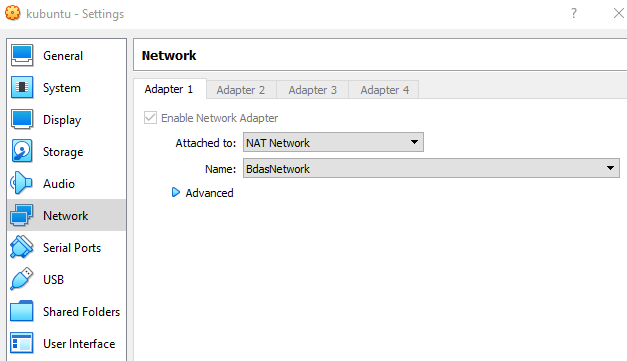 kubuntu - Settings
?
General
System
Display
Storage
Audio
Network
Serial Ports
USB
Shared Folders
User Interface
Network
Adapter 1 Adapter 2 Adapter 3 Adapter 4
Enable Network Adapter
Attached to: NAT Network
Name: BdasNetwork
Advanced